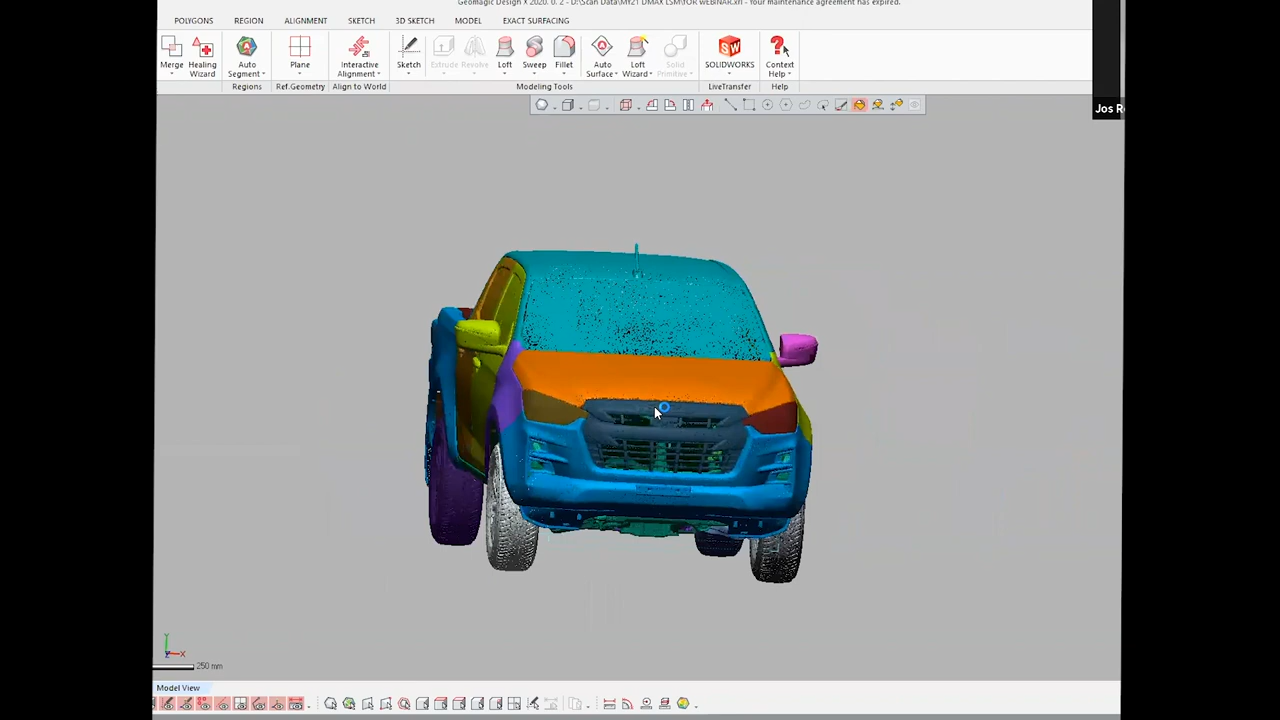 Geomagic Design X 2020. 0. 2 - D:\Scan Data\MY21 DMAX LSM\FOR WEBINAR.xrl - Your maintenance agreement has expired.
POLYGONS REGION ALIGNMENT SKETCH 3D SKETCH MODEL EXACT SURFACING
Merge Healing Wizard Auto Segment Plane Interactive Alignment Sketch Extrude Revolve Loft Sweep Fillet Auto Surface Loft Wizard Solid Primitive SOLIDWORKS Context Help
Regions Ref.Geometry Align to World Modeling Tools LiveTransfer Help
Jos R
250 mm
Model View